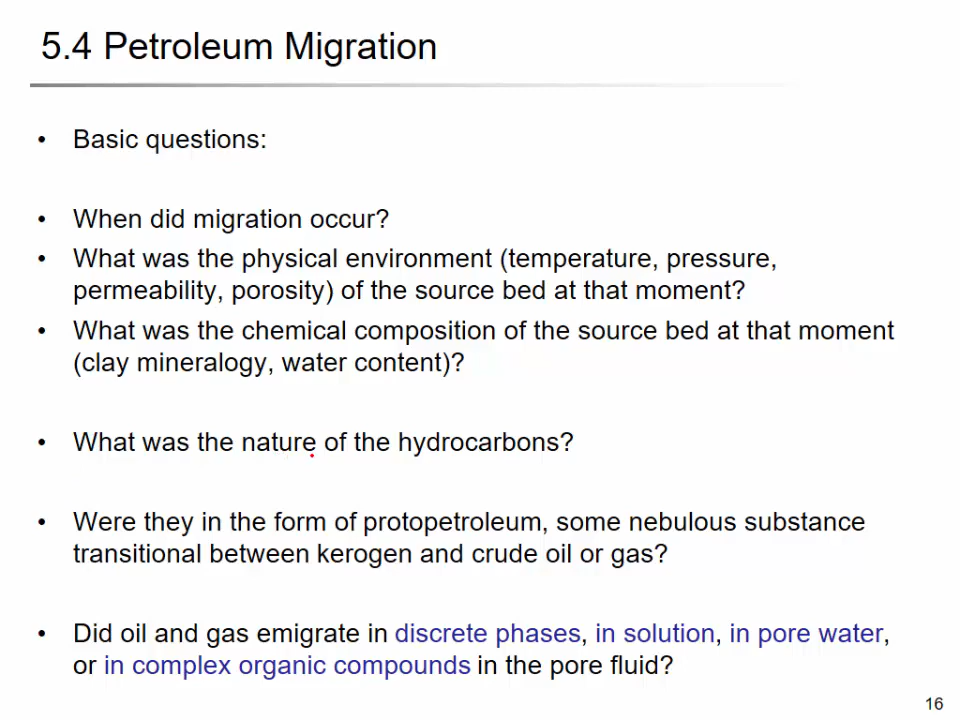 5.4 Petroleum Migration
• Basic questions:
• When did migration occur?
• What was the physical environment (temperature, pressure,
permeability, porosity) of the source bed at that moment?
• What was the chemical composition of the source bed at that moment
(clay mineralogy, water content)?
• What was the nature of the hydrocarbons?
• Were they in the form of protopetroleum, some nebulous substance
transitional between kerogen and crude oil or gas?
• Did oil and gas emigrate in discrete phases, in solution, in pore water,
or in complex organic compounds in the pore fluid?
16